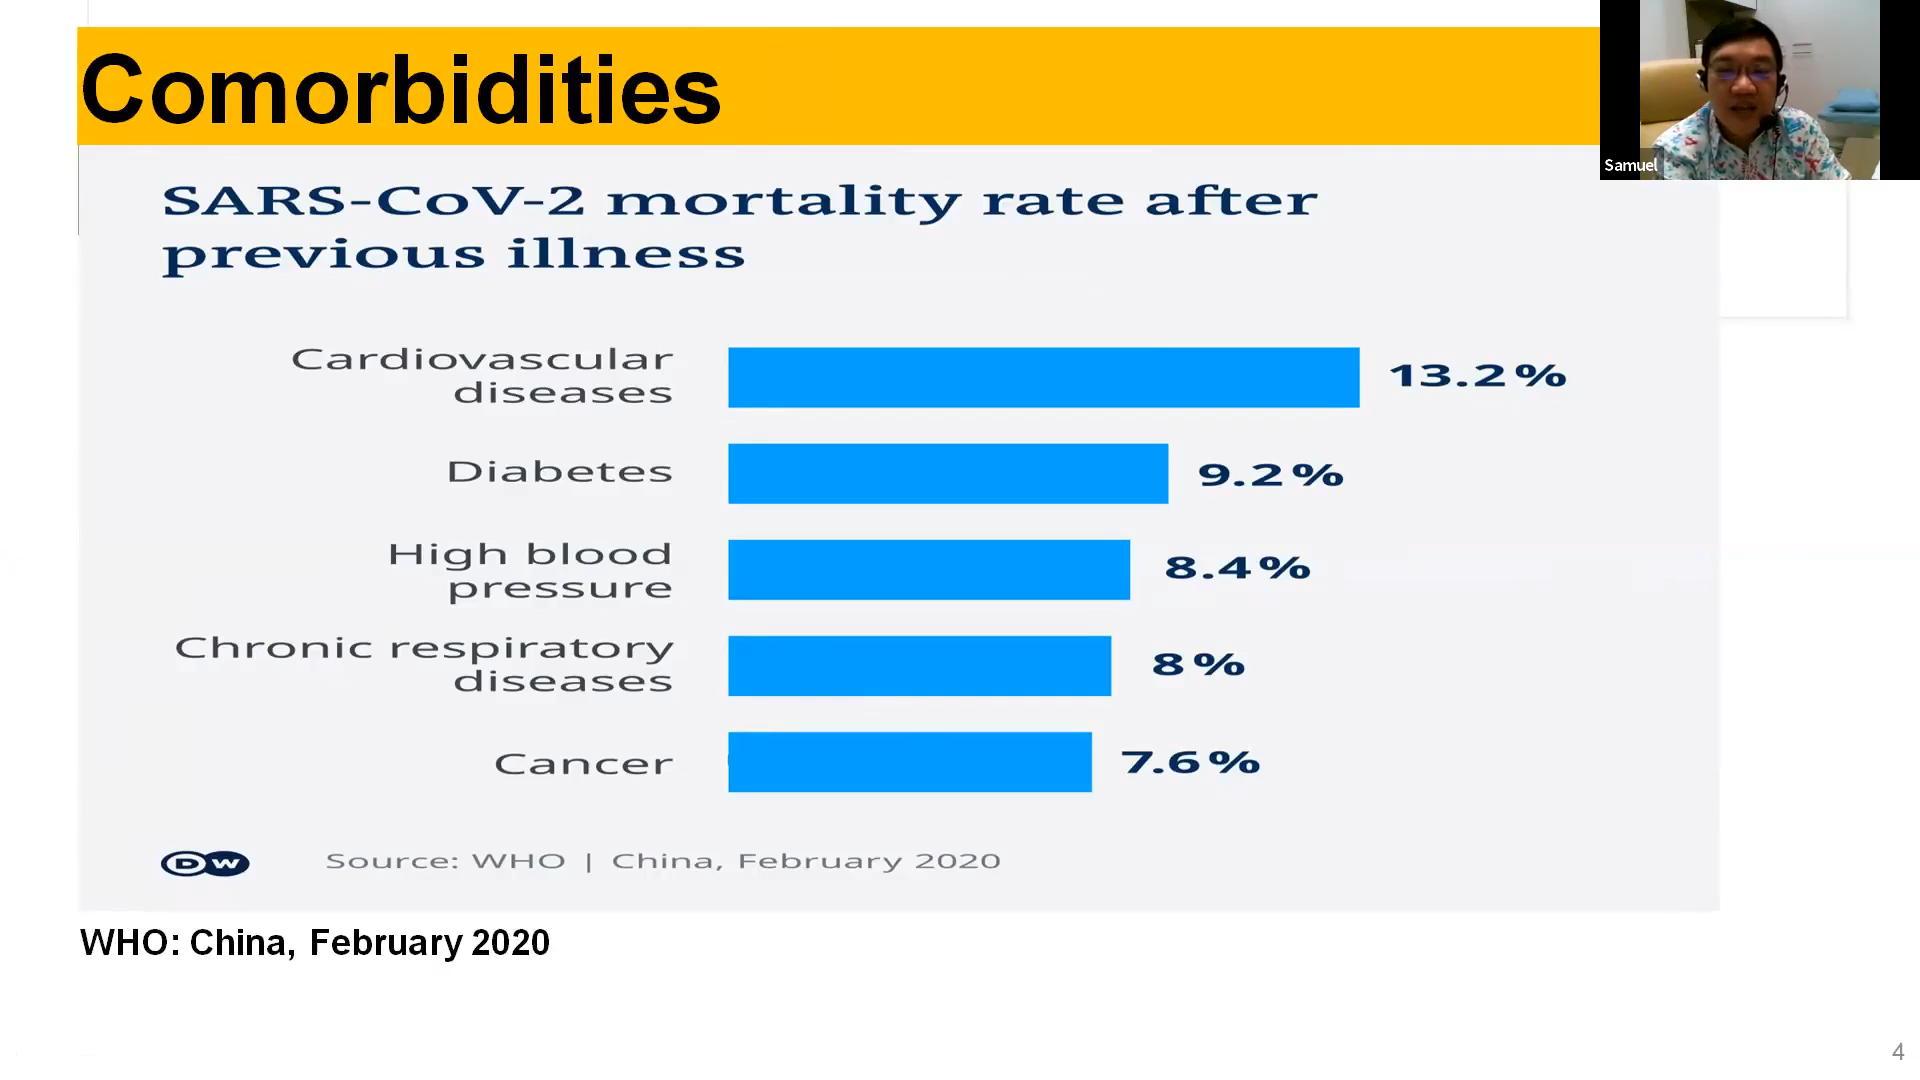 Comorbidities
Samuel
SARS-CoV-2 mortality rate after
previous illness
Cardiovascular
diseases
13.2%
Diabetes
9.2%
High blood
pressure
8.4%
Chronic respiratory
diseases
8%
Cancer
7.6%
DW
Source: WHO | China, February 2020
WHO: China, February 2020
4